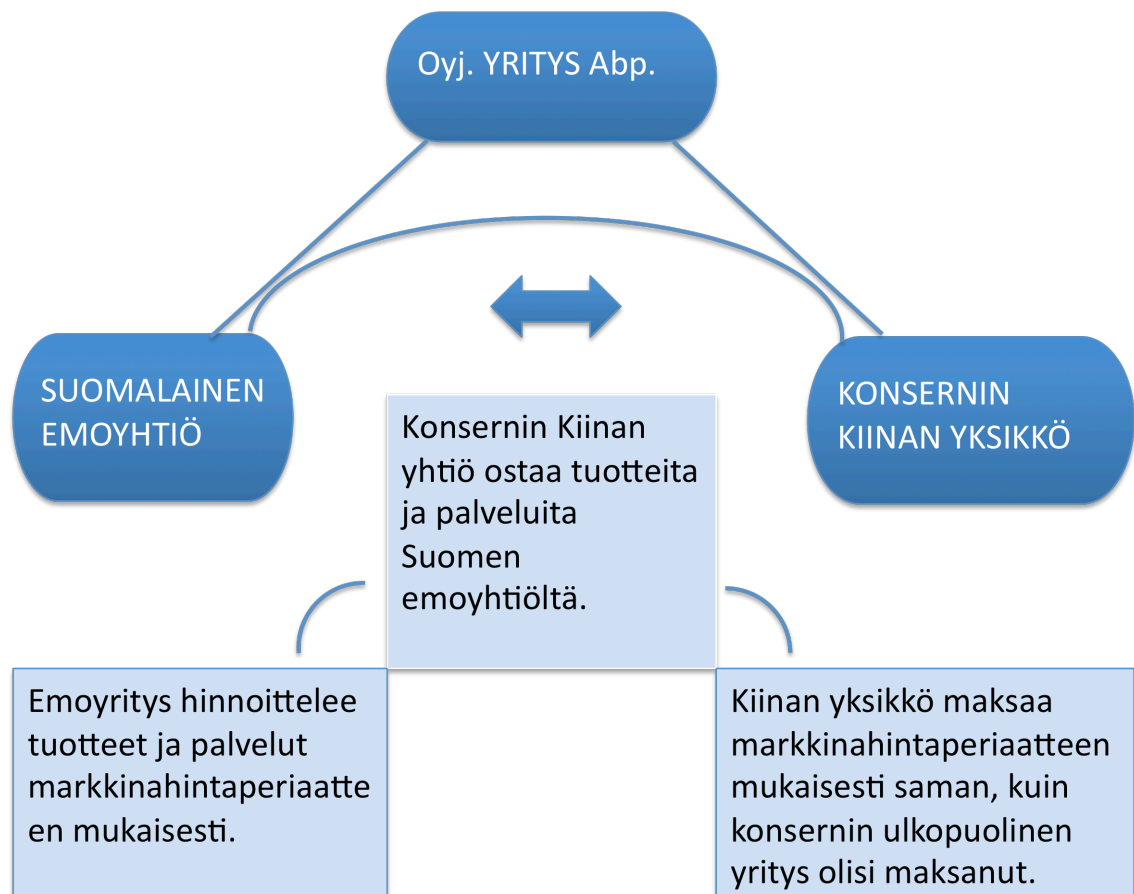 Oyj. YRITYS Abp.
SUOMALAINEN
EMOYHTIÖ
KONSERNIN
KIINAN YKSIKKÖ
Konsernin Kiinan
yhtiö ostaa tuotteita
ja palveluita
Suomen
emoyhtiöltä.
Emoyritys hinnoittelee
tuotteet ja palvelut
markkinahintaperiaatte
en mukaisesti.
Kiinan yksikkö maksaa
markkinahintaperiaatteen
mukaisesti saman, kuin
konsernin ulkopuolinen
yritys olisi maksanut.